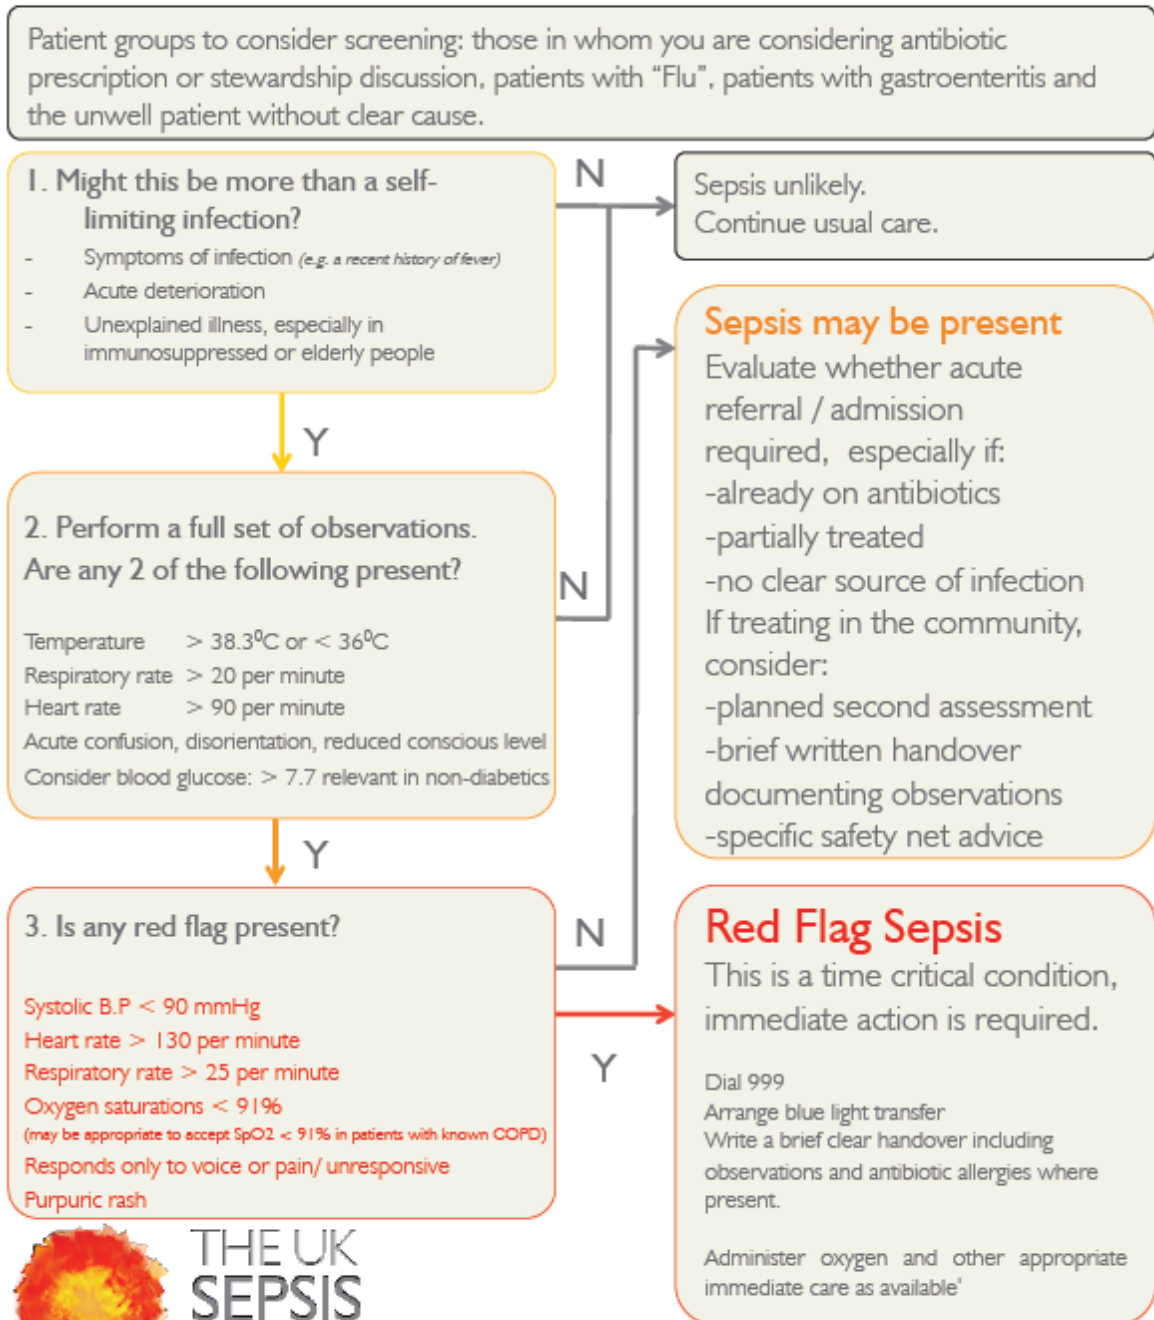 Patient groups to consider screening: those in whom you are considering antibiotic
prescription or stewardship discussion, patients with “Flu”, patients with gastroenteritis and
the unwell patient without clear cause.
1. Might this be more than a self-
limiting infection?
- Symptoms of infection (e.g. a recent history of fever)
- Acute deterioration
- Unexplained illness, especially in
immunosuppressed or elderly people
N
Sepsis unlikely.
Continue usual care.
Y
2. Perform a full set of observations.
Are any 2 of the following present?
Temperature > 38.3⁰C or < 36⁰C
Respiratory rate > 20 per minute
Heart rate > 90 per minute
Acute confusion, disorientation, reduced conscious level
Consider blood glucose: > 7.7 relevant in non-diabetics
N
Sepsis may be present
Evaluate whether acute
referral / admission
required, especially if:
-already on antibiotics
-partially treated
-no clear source of infection
If treating in the community,
consider:
-planned second assessment
-brief written handover
documenting observations
-specific safety net advice
Y
3. Is any red flag present?
Systolic B.P < 90 mmHg
Heart rate > 130 per minute
Respiratory rate > 25 per minute
Oxygen saturations < 91%
(may be appropriate to accept SpO2 < 91% in patients with known COPD)
Responds only to voice or pain/ unresponsive
Purpuric rash
N
Y
Red Flag Sepsis
This is a time critical condition,
immediate action is required.
Dial 999
Arrange blue light transfer
Write a brief clear handover including
observations and antibiotic allergies where
present.
Administer oxygen and other appropriate
immediate care as available¹
THE UK
SEPSIS